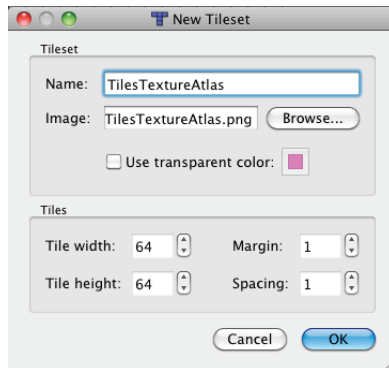 New Tileset
Tileset
Name: TilesTextureAtlas
Image: TilesTextureAtlas.png Browse...
Use transparent color:
Tiles
Tile width: 64 Margin: 1
Tile height: 64 Spacing: 1
Cancel OK